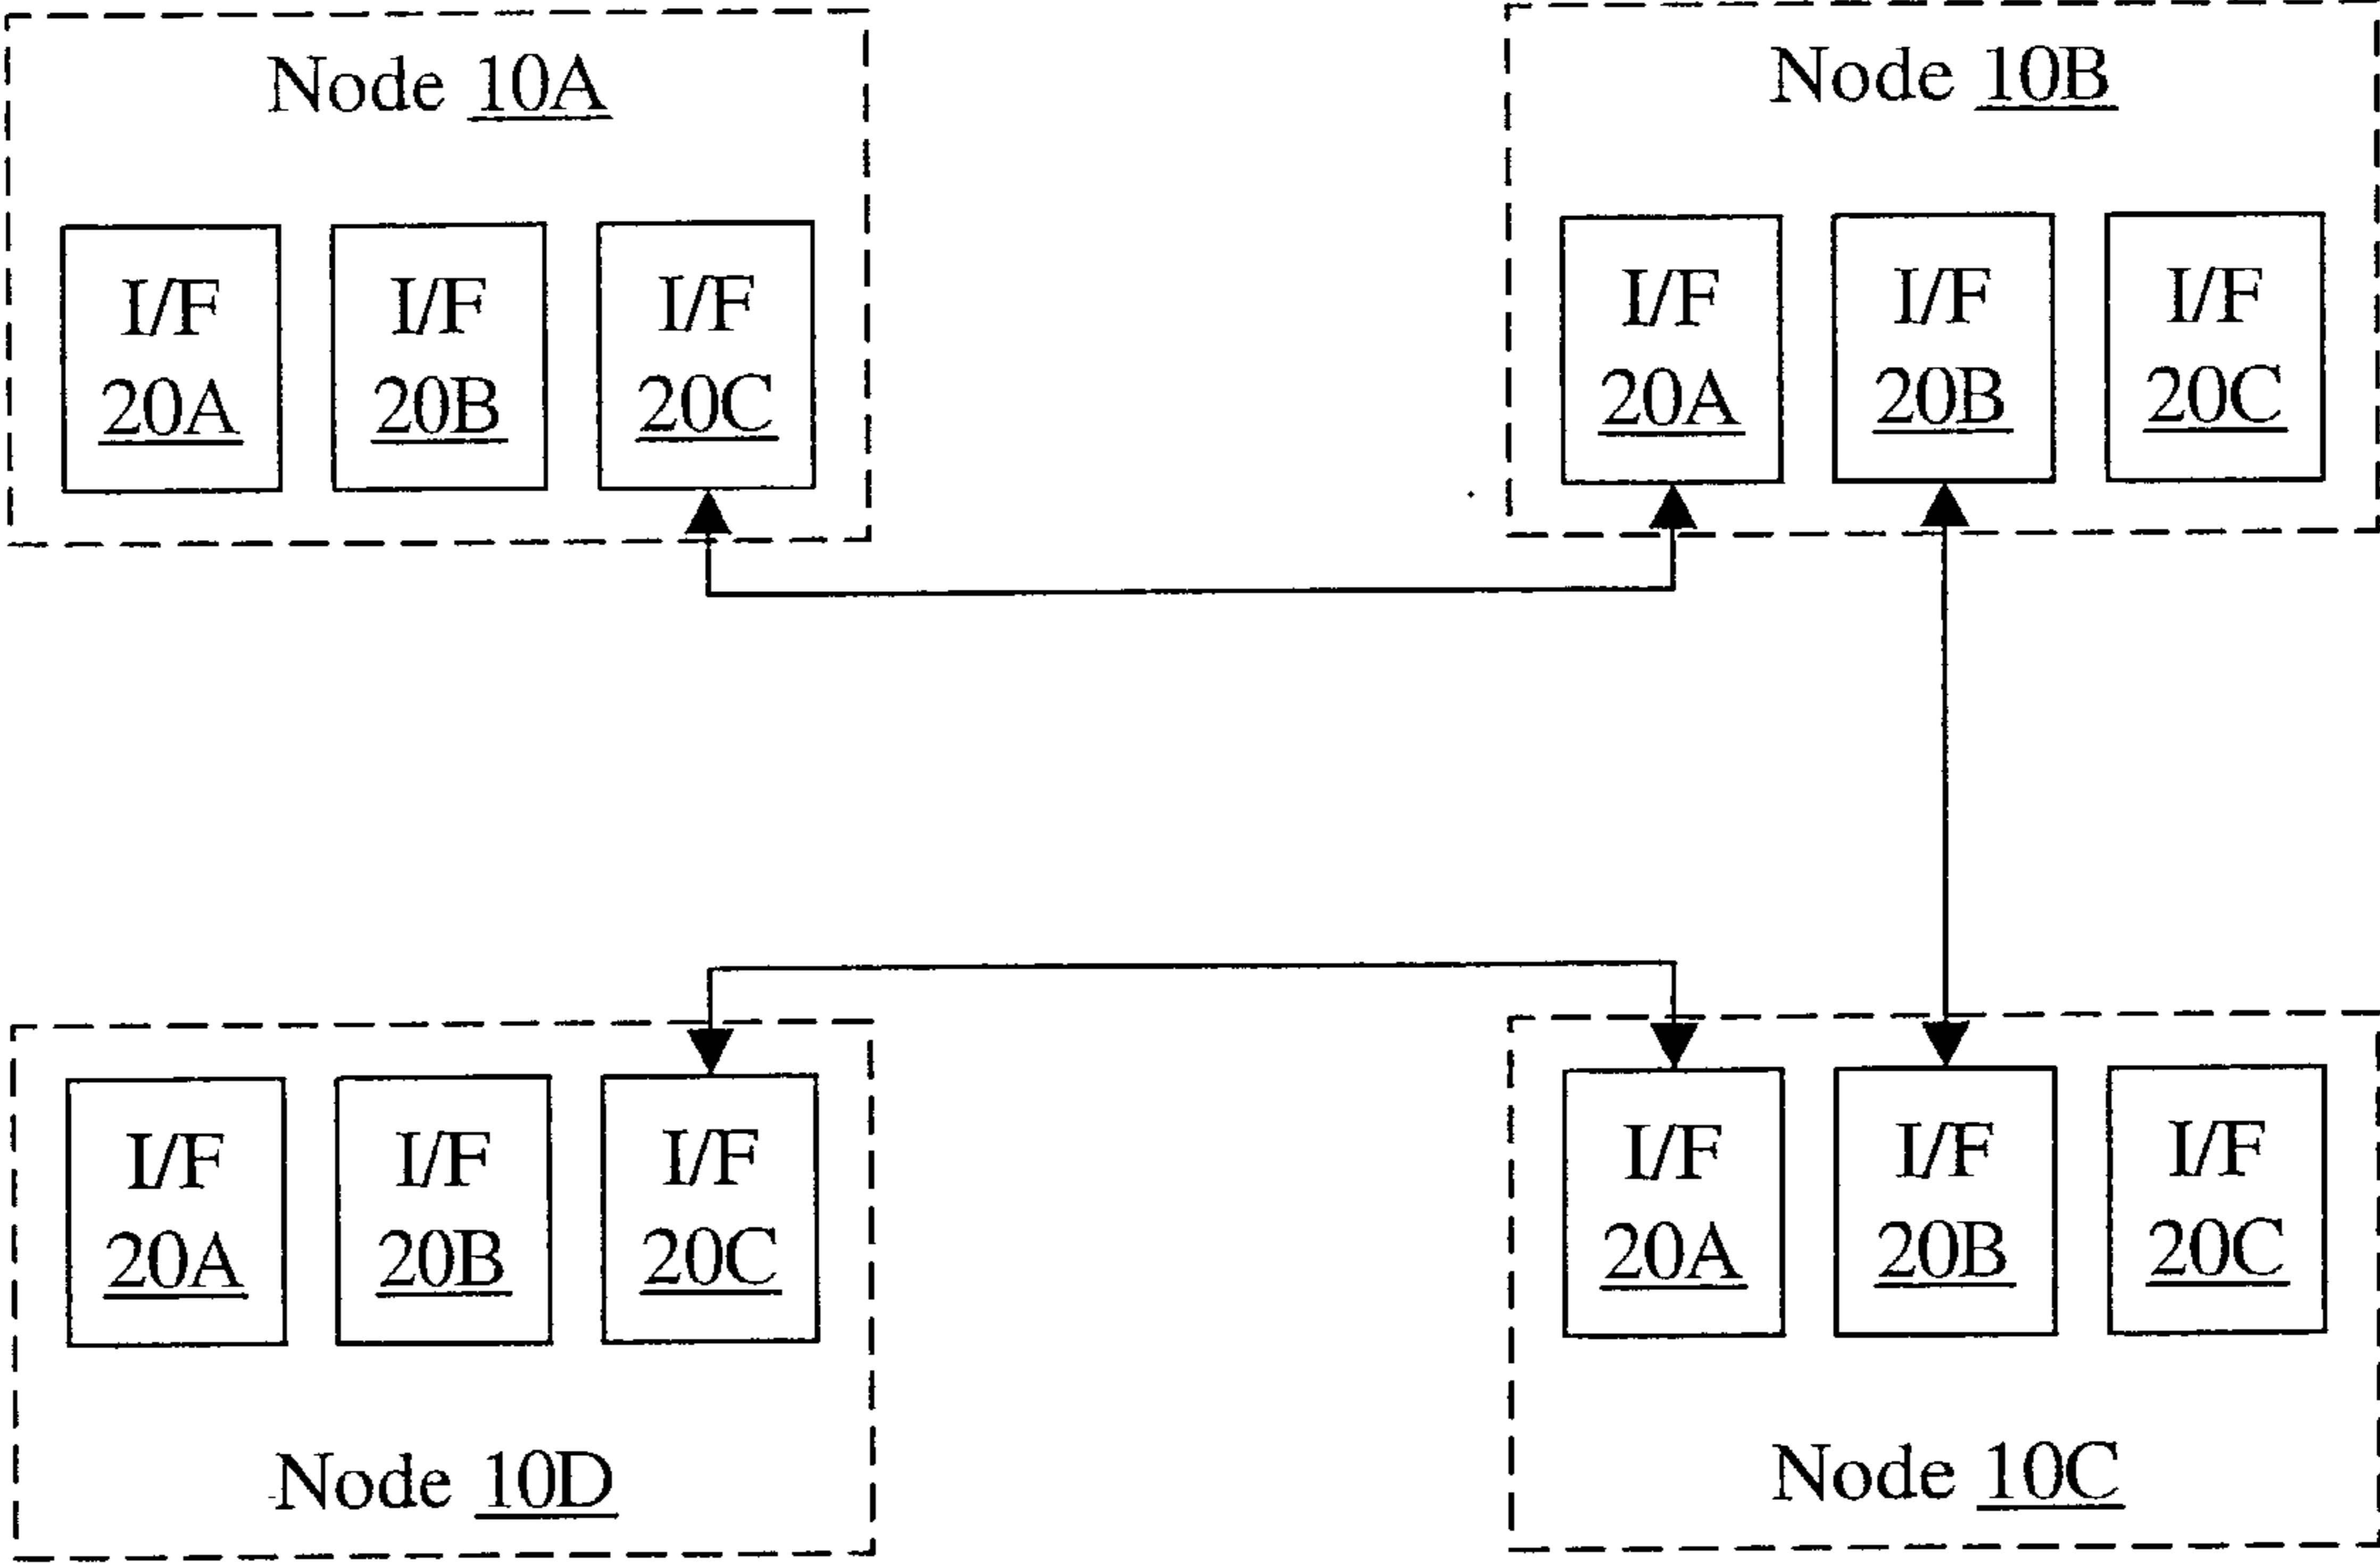 Node 10A
I/F
20A
I/F
20B
I/F
20C
Node 10B
I/F
20A
I/F
20B
I/F
20C
I/F
20A
I/F
20B
I/F
20C
Node 10D
I/F
20A
I/F
20B
I/F
20C
Node 10C